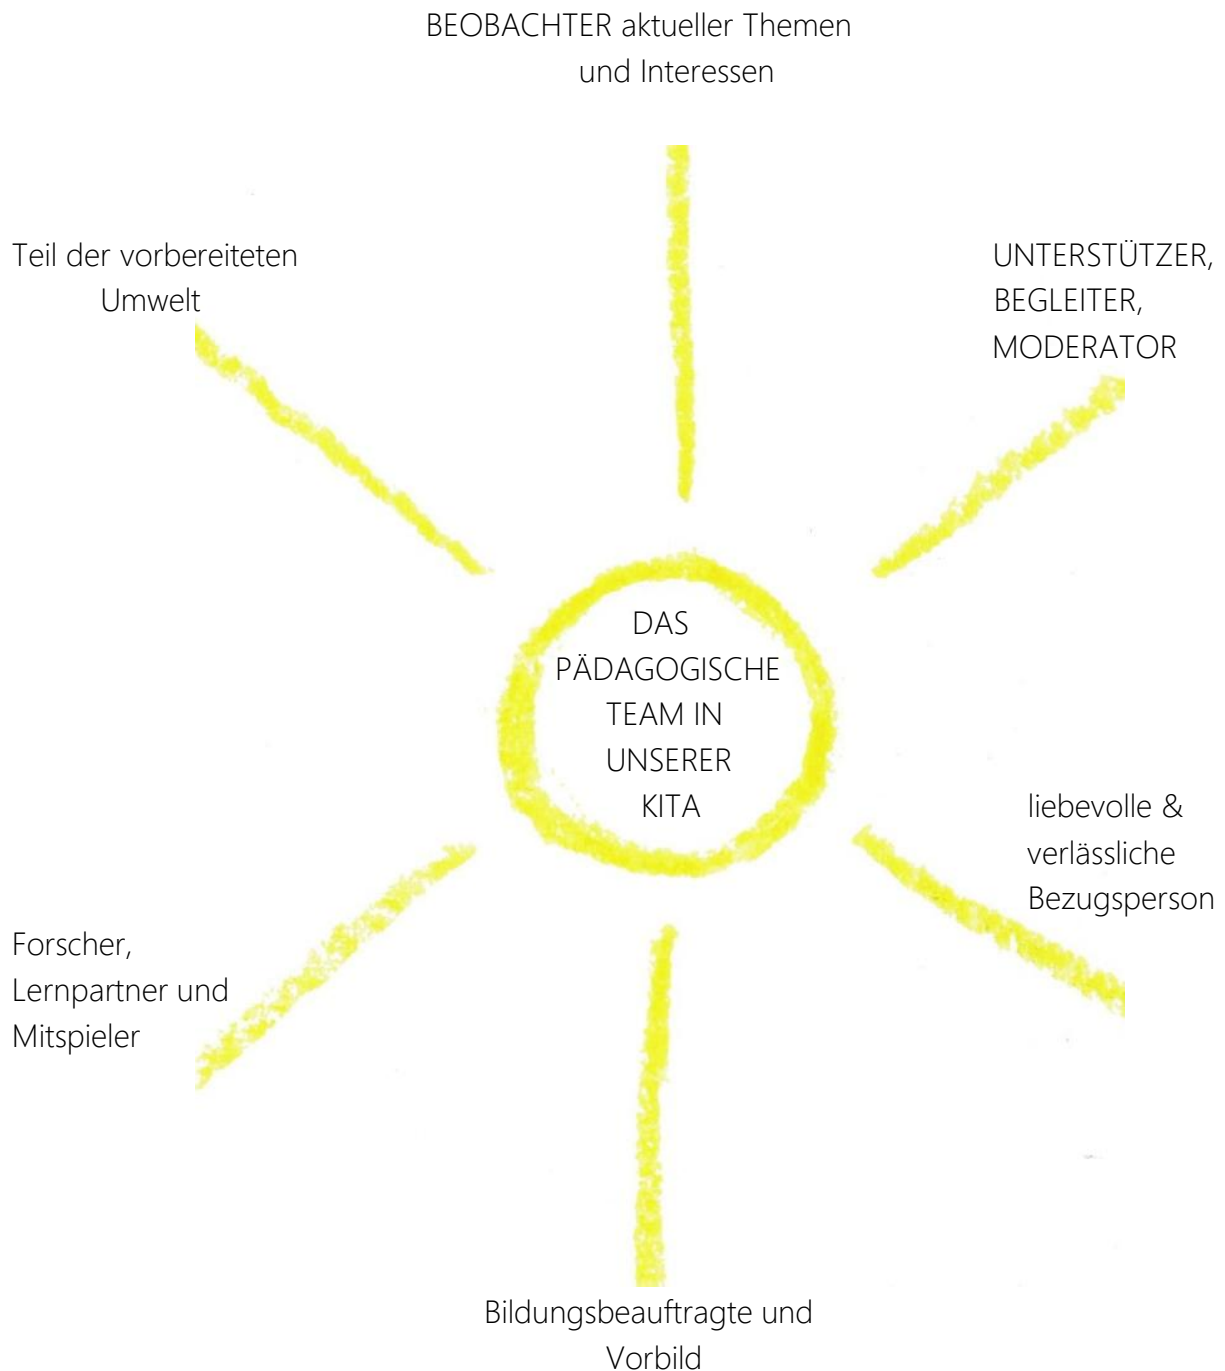 BEOBACHTER aktueller Themen
und Interessen
Teil der vorbereiteten
Umwelt
UNTERSTÜTZER,
BEGLEITER,
MODERATOR
DAS
PÄDAGOGISCHE
TEAM IN
UNSERER
KITA
liebevolle &
verlässliche
Bezugsperson
Forscher,
Lernpartner und
Mitspieler
Bildungsbeauftragte und
Vorbild